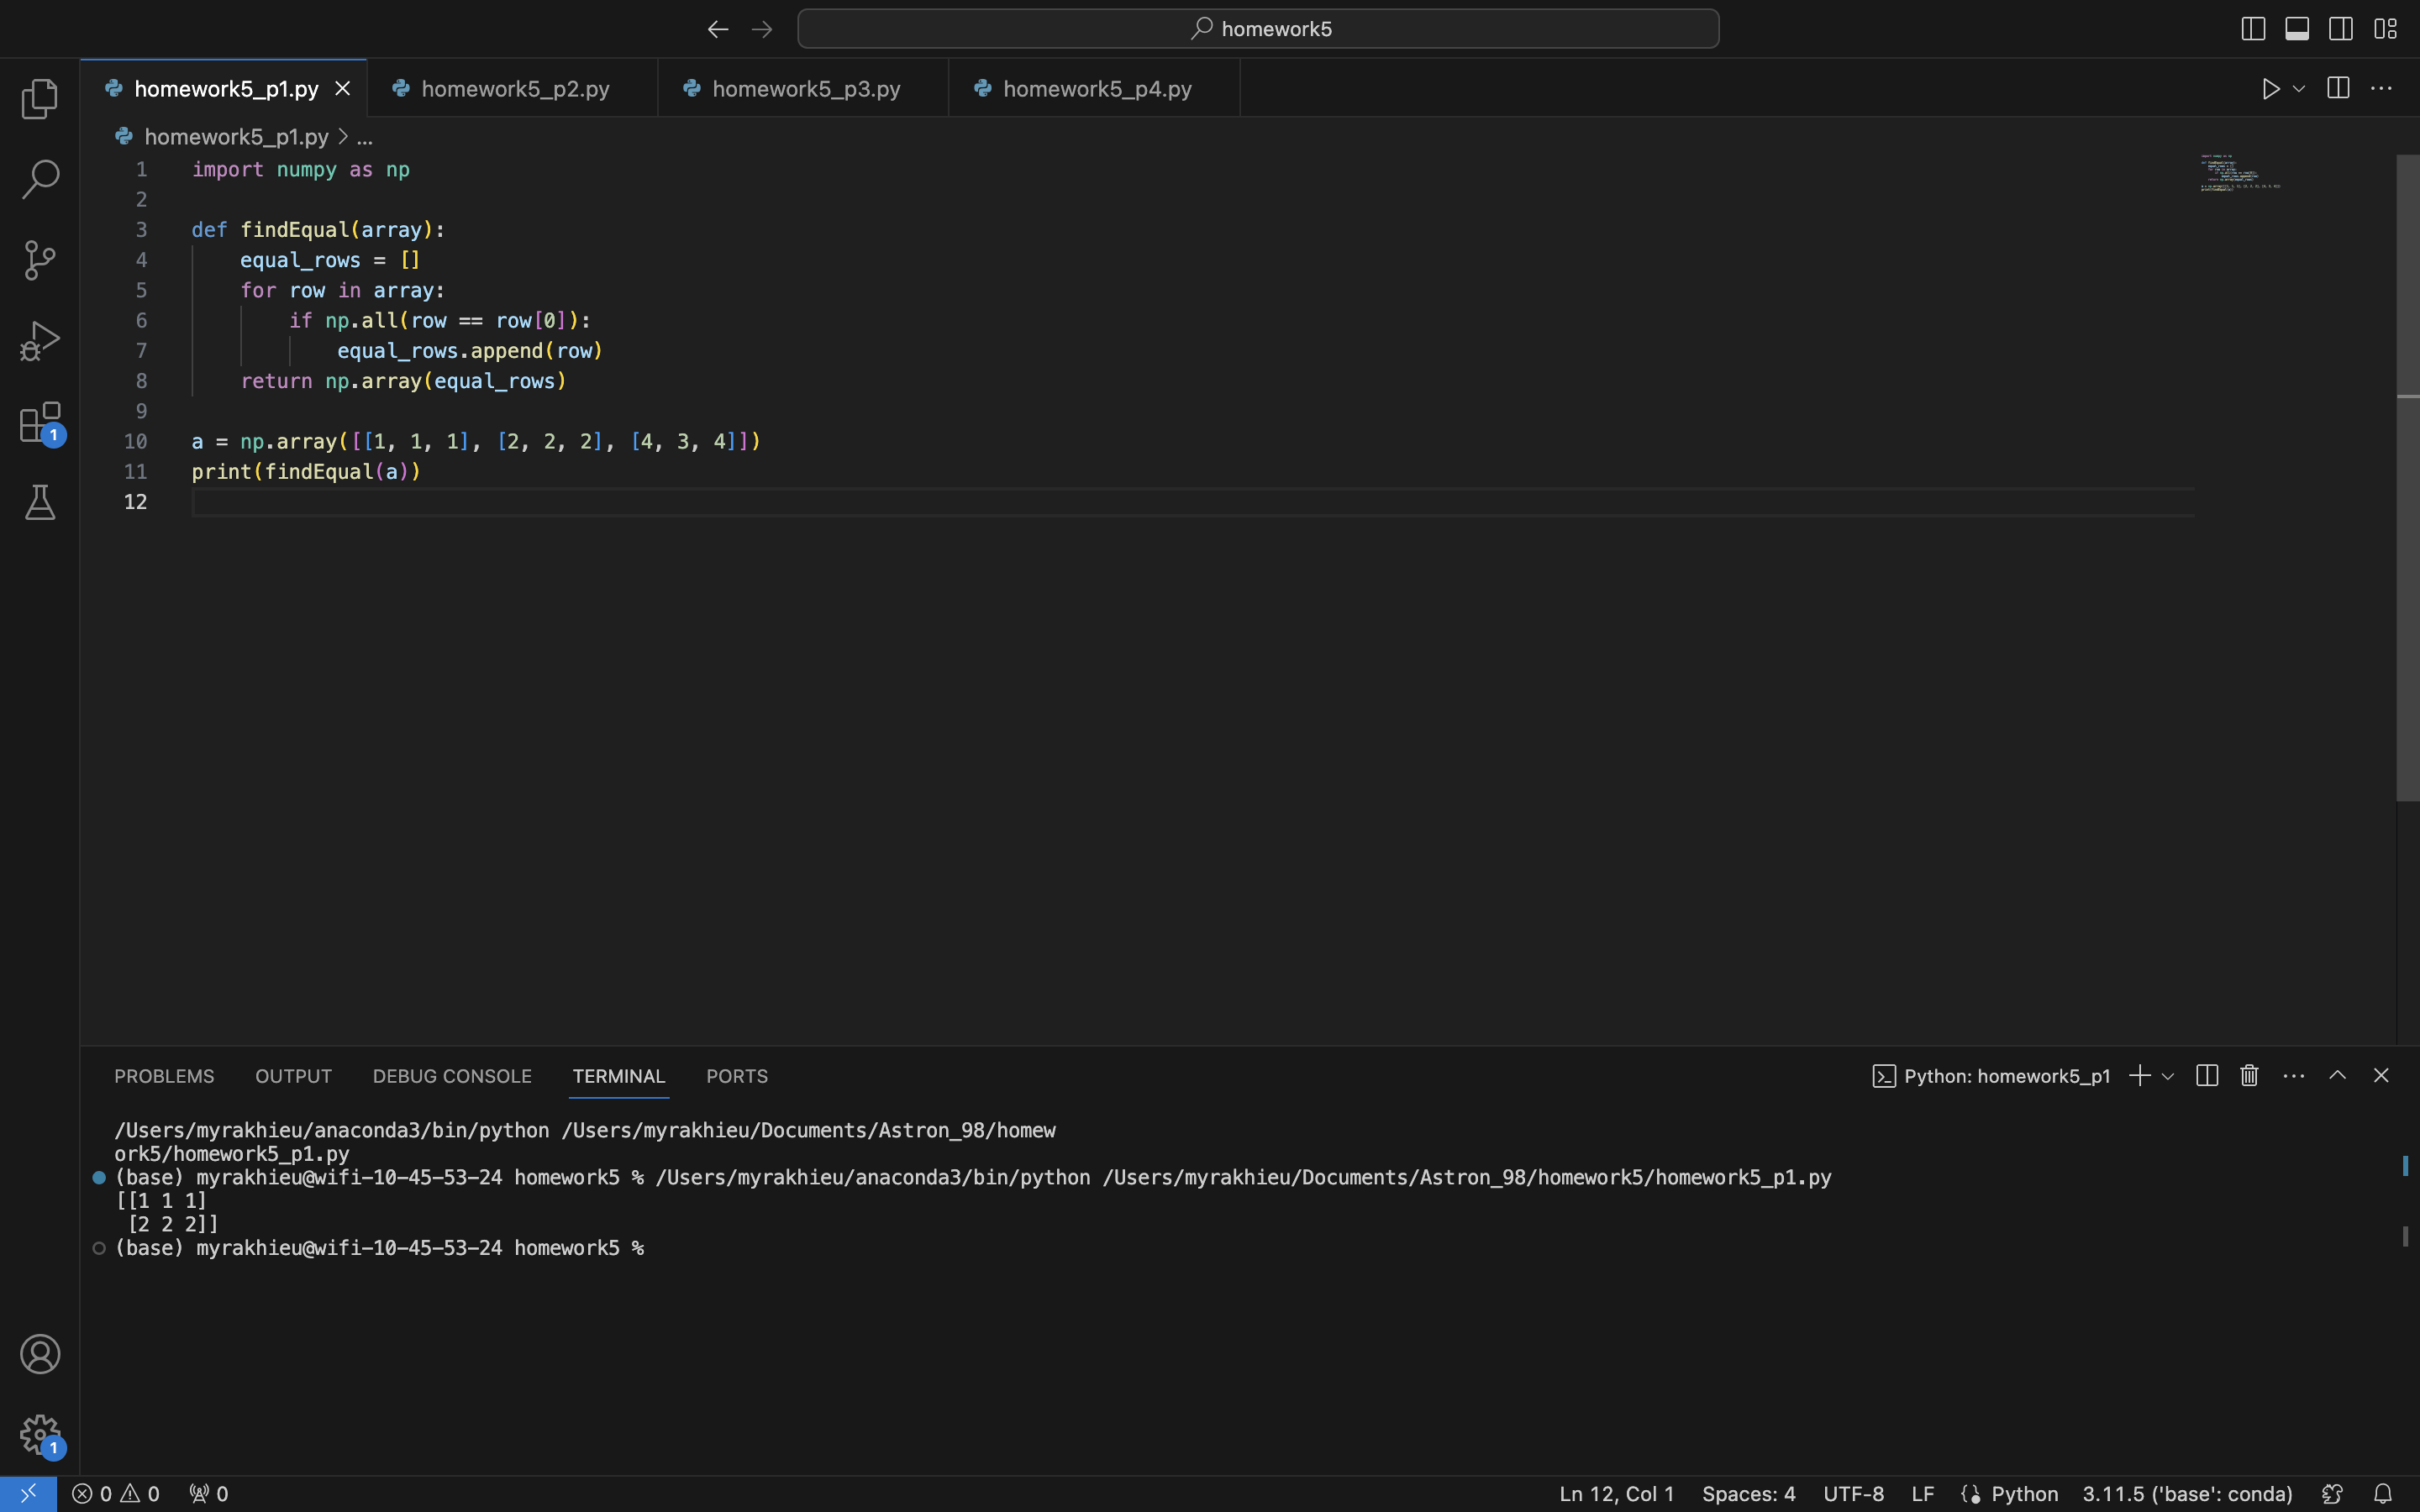 homework5
homework5_p1.py
homework5_p2.py
homework5_p3.py
homework5_p4.py
homework5_p1.py > ...
1 import numpy as np
2
3 def findEqual(array):
4     equal_rows = []
5     for row in array:
6         if np.all(row == row[0]):
7             equal_rows.append(row)
8     return np.array(equal_rows)
9
10 a = np.array([[1, 1, 1], [2, 2, 2], [4, 3, 4]])
11 print(findEqual(a))
12
1
PROBLEMS OUTPUT DEBUG CONSOLE TERMINAL PORTS Python: homework5_p1
/Users/myrakhieu/anaconda3/bin/python /Users/myrakhieu/Documents/Astron_98/homew
ork5/homework5_p1.py
(base) myrakhieu@wifi-10-45-53-24 homework5 % /Users/myrakhieu/anaconda3/bin/python /Users/myrakhieu/Documents/Astron_98/homework5/homework5_p1.py
[[1 1 1]
 [2 2 2]]
(base) myrakhieu@wifi-10-45-53-24 homework5 %
1
0 0 0 Ln 12, Col 1 Spaces: 4 UTF-8 LF Python 3.11.5 ('base': conda)